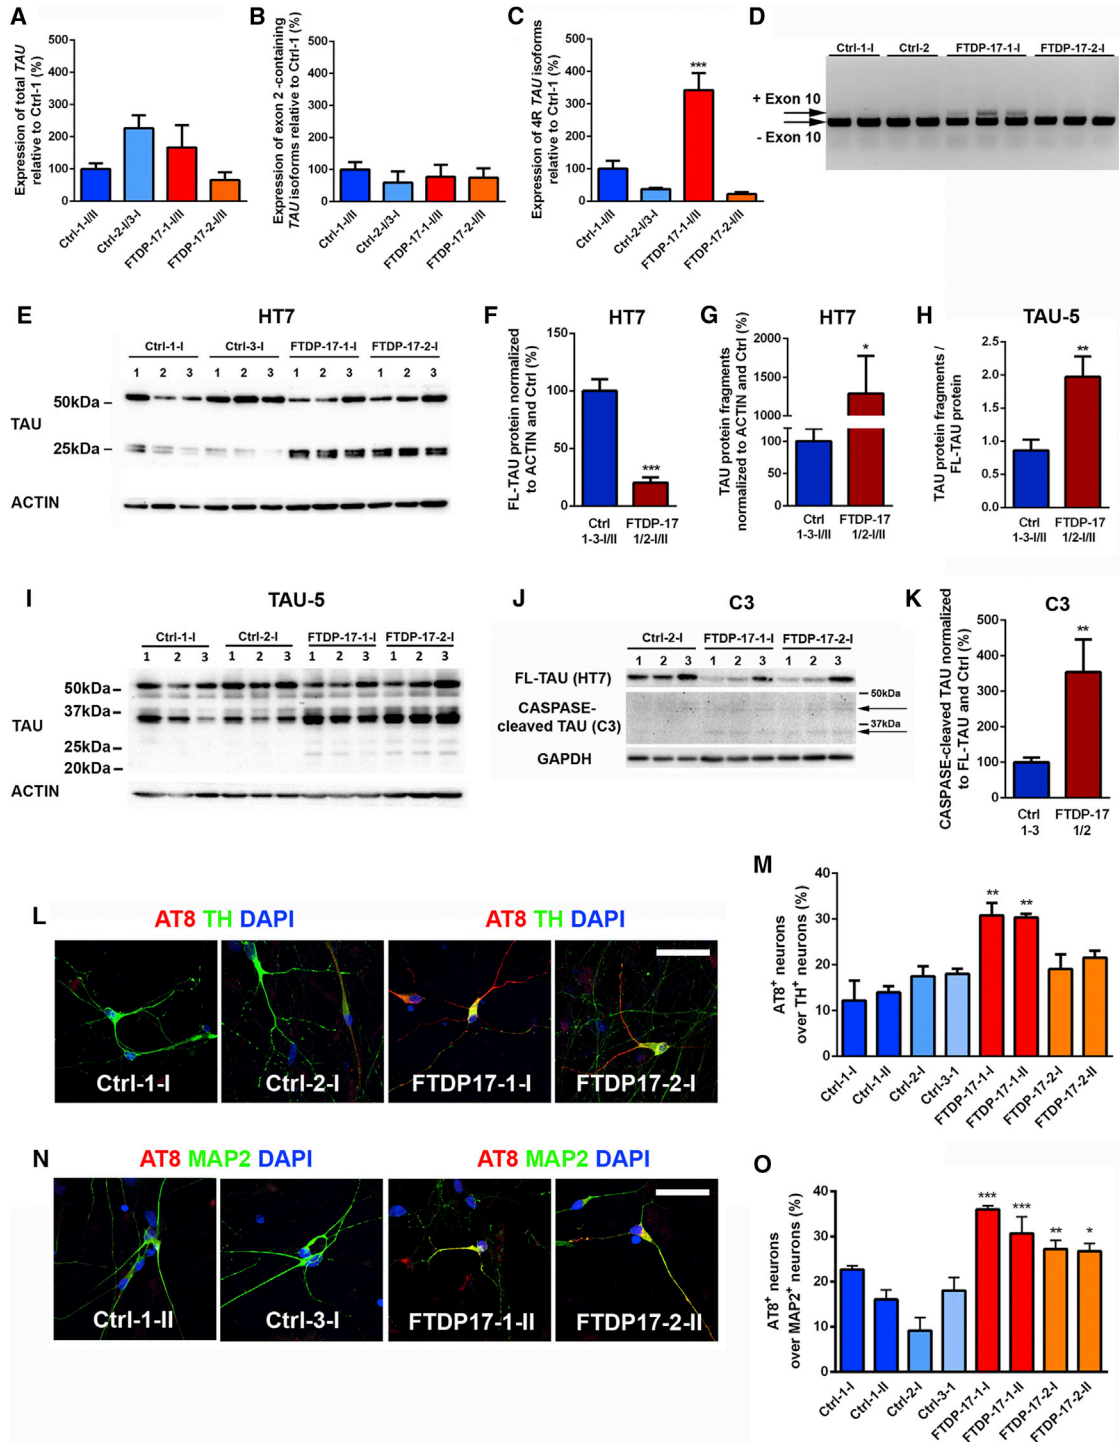 A
Expression of total TAU
relative to Ctrl-1 (%)
500
400
300
200
100
0
Ctrl-1-I/II
Ctrl-2-I/3-I
FTDP-17-1-I/II
FTDP-17-2-I/II
B
Expression of exon 2 -containing
TAU isoforms relative to Ctrl-1 (%)
500
400
300
200
100
0
Ctrl-1-I/II
Ctrl-2-I/3-I
FTDP-17-1-I/II
FTDP-17-2-I/II
C
Expression of 4R TAU isoforms
relative to Ctrl-1 (%)
500
400
300
200
100
0
***
Ctrl-1-I/II
Ctrl-2-I/3-I
FTDP-17-1-I/II
FTDP-17-2-I/II
D
Ctrl-1-I Ctrl-2 FTDP-17-1-I FTDP-17-2-I
+ Exon 10
- Exon 10
E
HT7
Ctrl-1-I Ctrl-3-I FTDP-17-1-I FTDP-17-2-I
1 2 3 1 2 3 1 2 3 1 2 3
50kDa
TAU
25kDa
ACTIN
F
HT7
FL-TAU protein normalized
to ACTIN and Ctrl (%)
150
100
50
0
***
Ctrl
1-3-I/II
FTDP-17
1/2-I/II
G
HT7
TAU protein fragments
normalized to ACTIN and Ctrl (%)
2000
1500
1000
100
50
0
*
Ctrl
1-3-I/II
FTDP-17
1/2-I/II
H
TAU-5
TAU protein fragments /
FL-TAU protein
2.5
2.0
1.5
1.0
0.5
0.0
**
Ctrl
1-3-I/II
FTDP-17
1/2-I/II
I
TAU-5
Ctrl-1-I Ctrl-2-I FTDP-17-1-I FTDP-17-2-I
1 2 3 1 2 3 1 2 3 1 2 3
50kDa
37kDa
TAU
25kDa
20kDa
ACTIN
J
C3
Ctrl-2-I FTDP-17-1-I FTDP-17-2-I
1 2 3 1 2 3 1 2 3
FL-TAU (HT7)
50kDa
CASPASE-
cleaved TAU (C3)
37kDa
GAPDH
K
C3
CASPASE-cleaved TAU normalized
to FL-TAU and Ctrl (%)
500
400
300
200
100
0
**
Ctrl
1-3
FTDP-17
1/2
L
AT8 TH DAPI AT8 TH DAPI
Ctrl-1-I Ctrl-2-I FTDP17-1-I FTDP17-2-I
M
AT8+ neurons
over TH+ neurons (%)
40
30
20
10
0
** **
Ctrl-1-I
Ctrl-1-II
Ctrl-2-I
Ctrl-3-1
FTDP-17-1-I
FTDP-17-1-II
FTDP-17-2-I
FTDP-17-2-II
N
AT8 MAP2 DAPI AT8 MAP2 DAPI
Ctrl-1-II Ctrl-3-I FTDP17-1-II FTDP17-2-II
O
AT8+ neurons
over MAP2+ neurons (%)
40
30
20
10
0
*** *** ** *
Ctrl-1-I
Ctrl-1-II
Ctrl-2-I
Ctrl-3-1
FTDP-17-1-I
FTDP-17-1-II
FTDP-17-2-I
FTDP-17-2-II